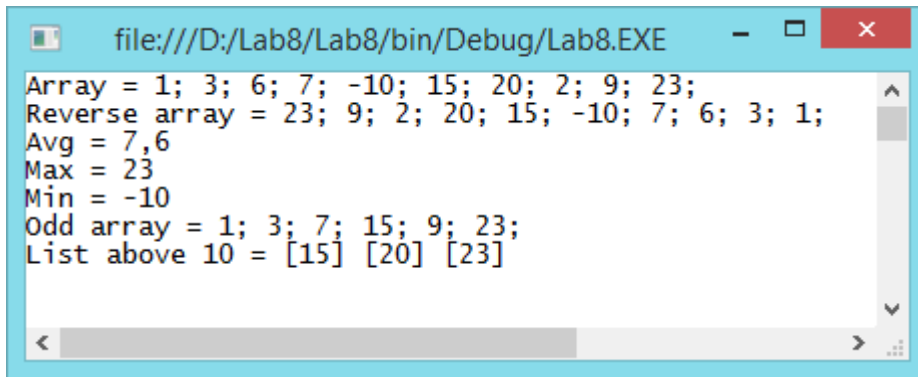 file:///D:/Lab8/Lab8/bin/Debug/Lab8.EXE
Array = 1; 3; 6; 7; -10; 15; 20; 2; 9; 23;
Reverse array = 23; 9; 2; 20; 15; -10; 7; 6; 3; 1;
Avg = 7,6
Max = 23
Min = -10
Odd array = 1; 3; 7; 15; 9; 23;
List above 10 = [15] [20] [23]